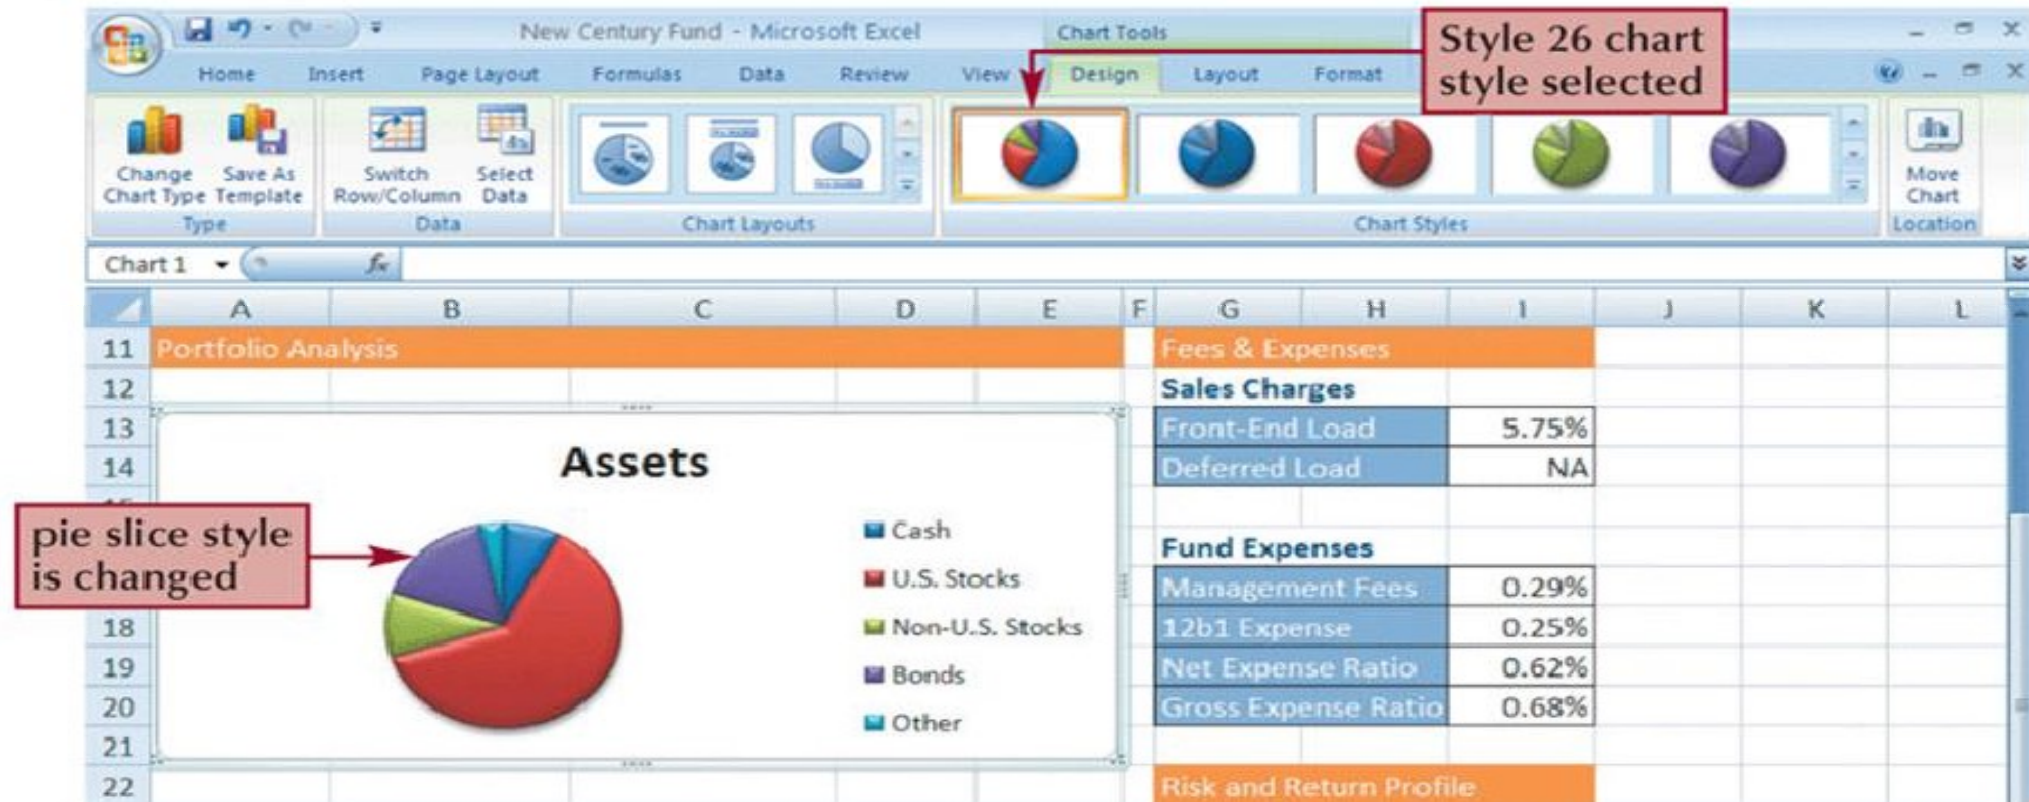 New Century Fund - Microsoft Excel
Chart Tools
Style 26 chart
style selected
Home Insert Page Layout Formulas Data Review View Design Layout Format
Change Chart Type
Save As Template
Switch Row/Column
Select Data
Move Chart
Type Data Chart Layouts Chart Styles Location
Chart 1 fx
A B C D E F G H I J K L
11 Portfolio Analysis Fees & Expenses
12 Sales Charges
13 Front-End Load 5.75%
14 Deferred Load NA
Assets
pie slice style
is changed
Cash
U.S. Stocks
Non-U.S. Stocks
Bonds
Other
Fund Expenses
Management Fees 0.29%
18 12b1 Expense 0.25%
19 Net Expense Ratio 0.62%
20 Gross Expense Ratio 0.68%
21
22 Risk and Return Profile